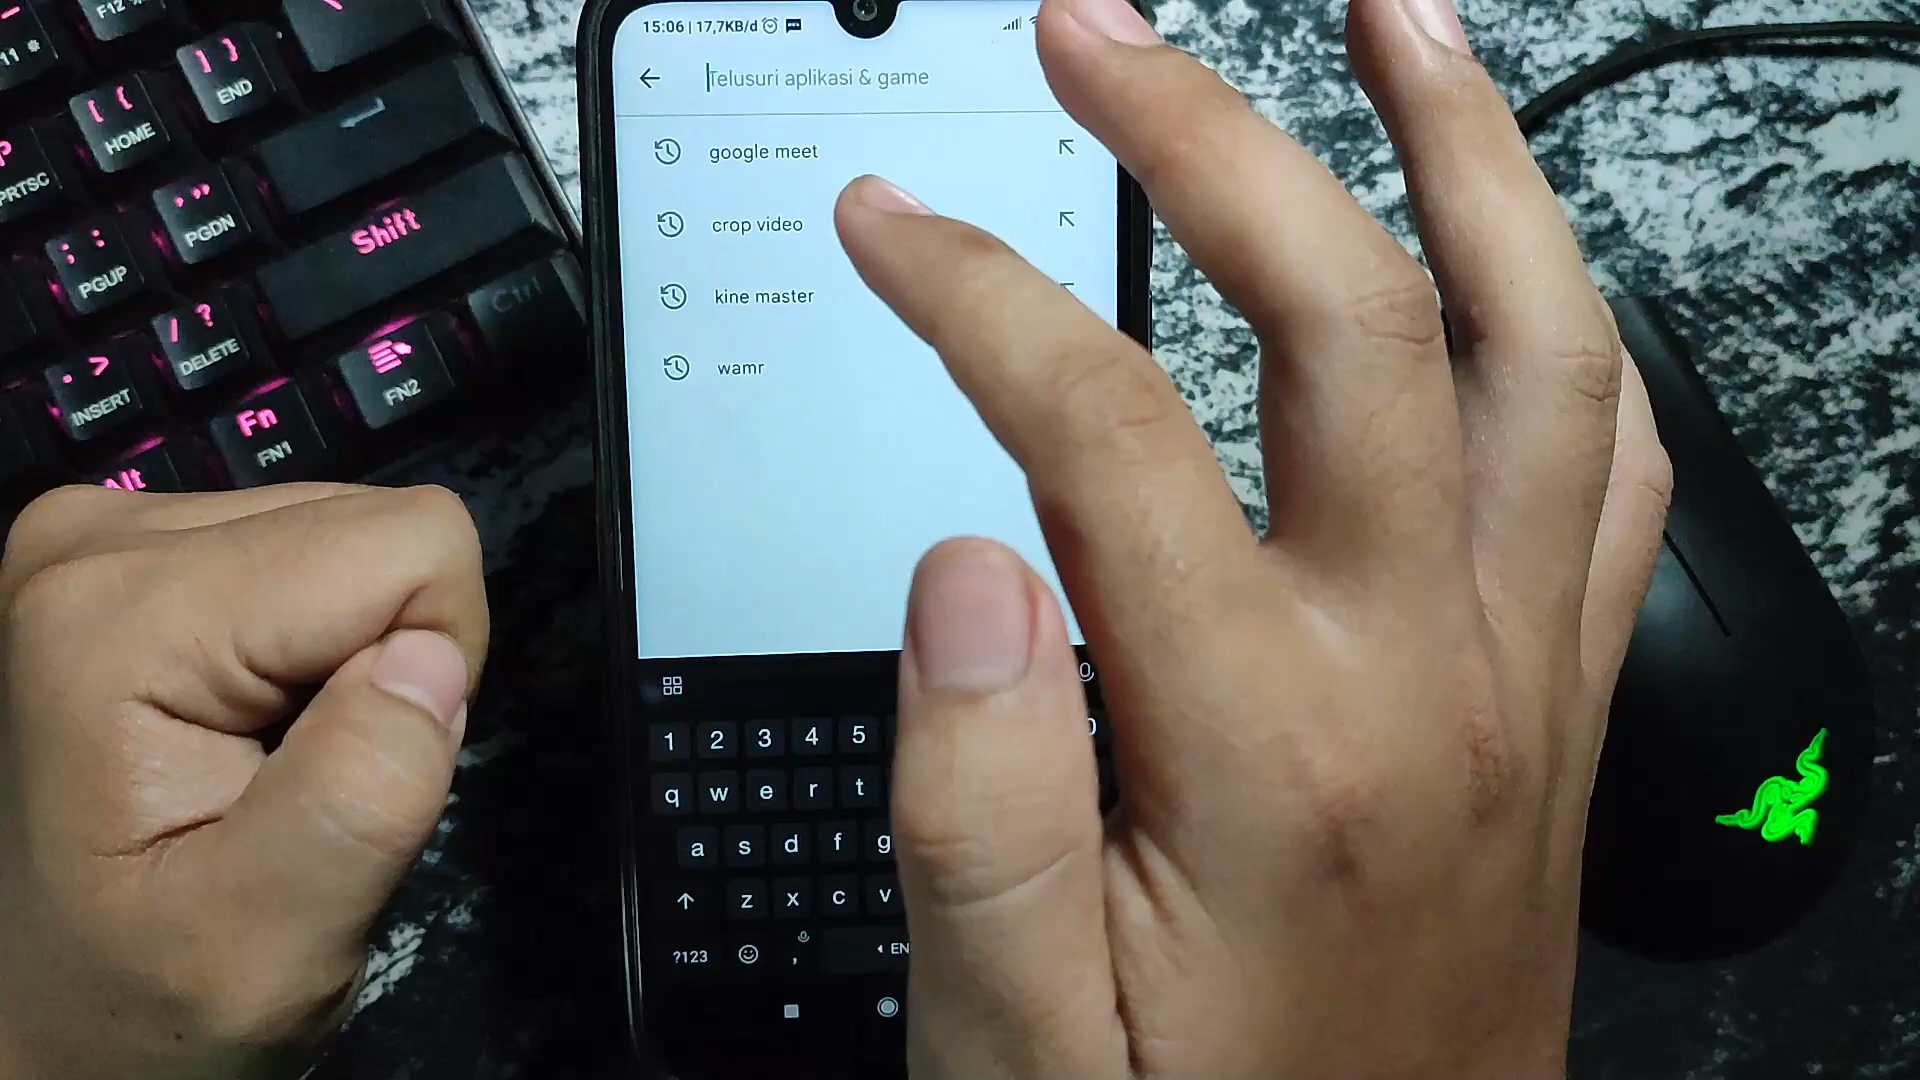 15:06 | 17,7KB/d
Telusuri aplikasi & game
google meet
crop video
kine master
wamr
1 2 3 4 5
q w e r t
a s d f g
z x c v
?123 , EN
F12
11
] } END
[ { HOME
P PRTSC
" PGDN
Shift
; : PGUP
/ ? DELETE
Ctrl
. > INSERT
FN2
Fn FN1
Alt